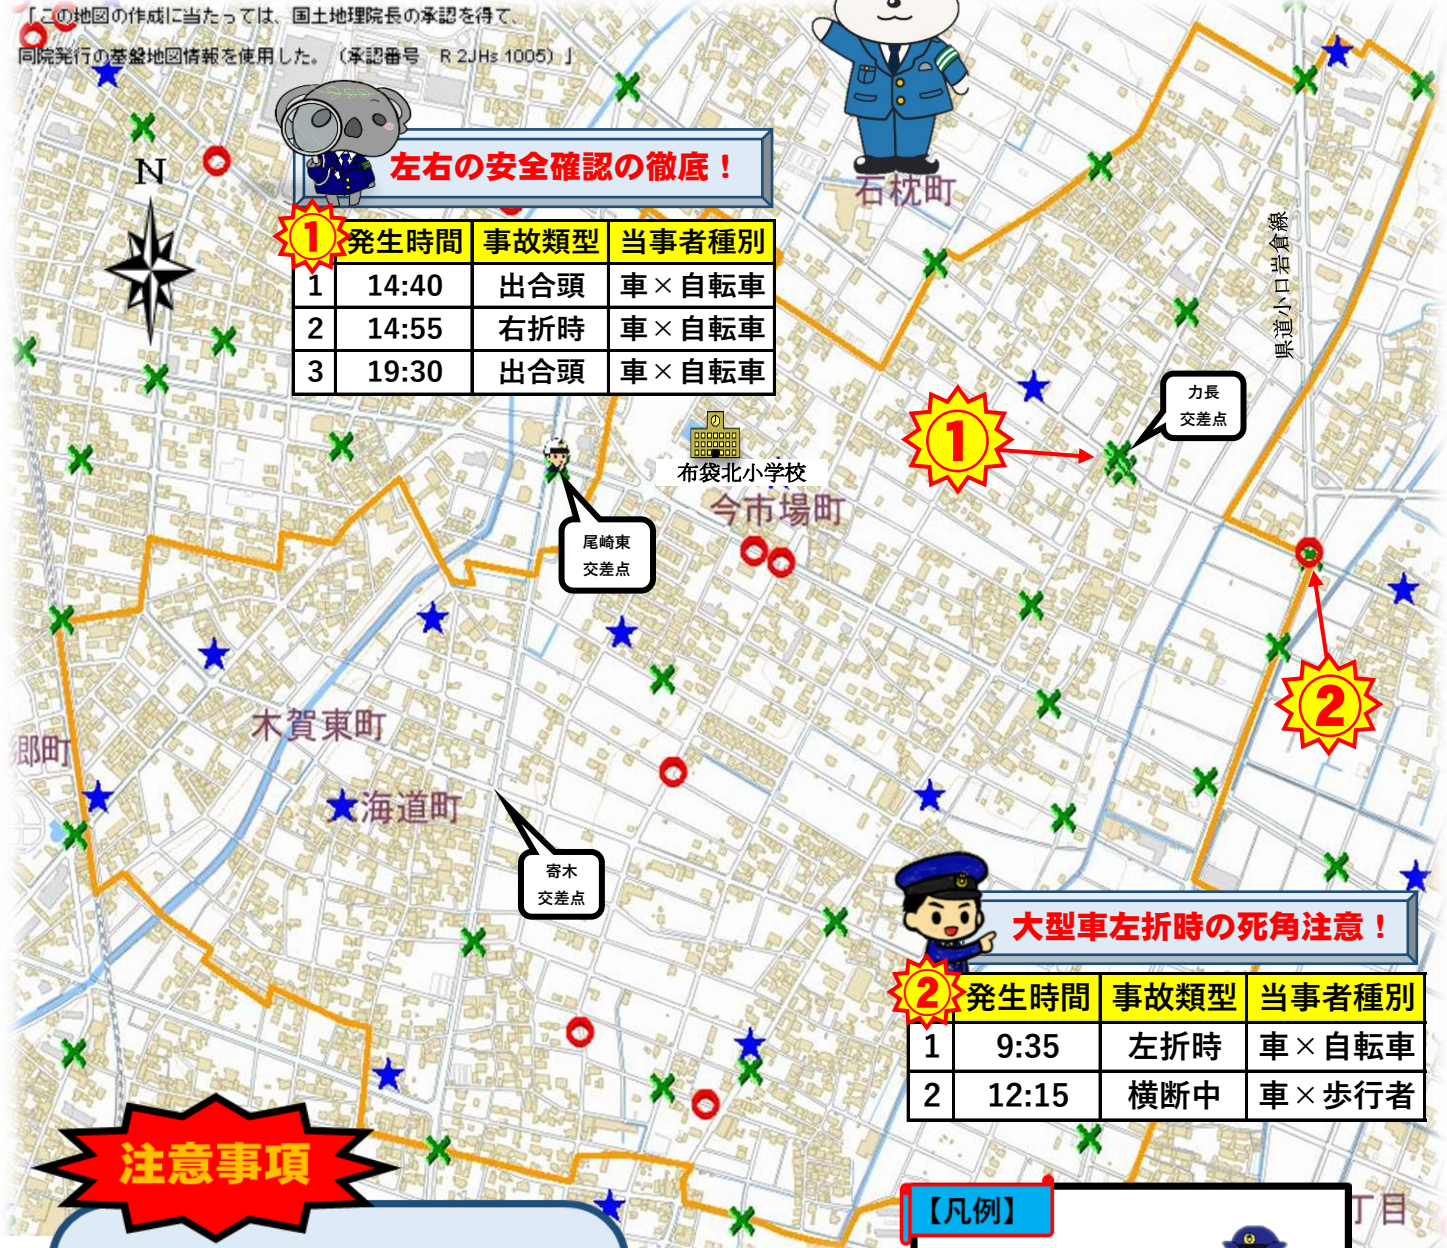 「この地図の作成に当たっては、国土地理院長の承認を得て、
同院発行の基盤地図情報を使用した。（承認番号　R 2JHs 1005）」
N
左右の安全確認の徹底！
1
発生時間 事故類型 当事者種別
1 14:40 出合頭 車×自転車
2 14:55 右折時 車×自転車
3 19:30 出合頭 車×自転車
石枕町
県道小口岩倉線
力長
交差点
1
布袋北小学校
今市場町
尾崎東
交差点
2
木賀東町
郷町
海道町
寄木
交差点
大型車左折時の死角注意！
2
発生時間 事故類型 当事者種別
1 9:35 左折時 車×自転車
2 12:15 横断中 車×歩行者
注意事項
【凡例】
丁目